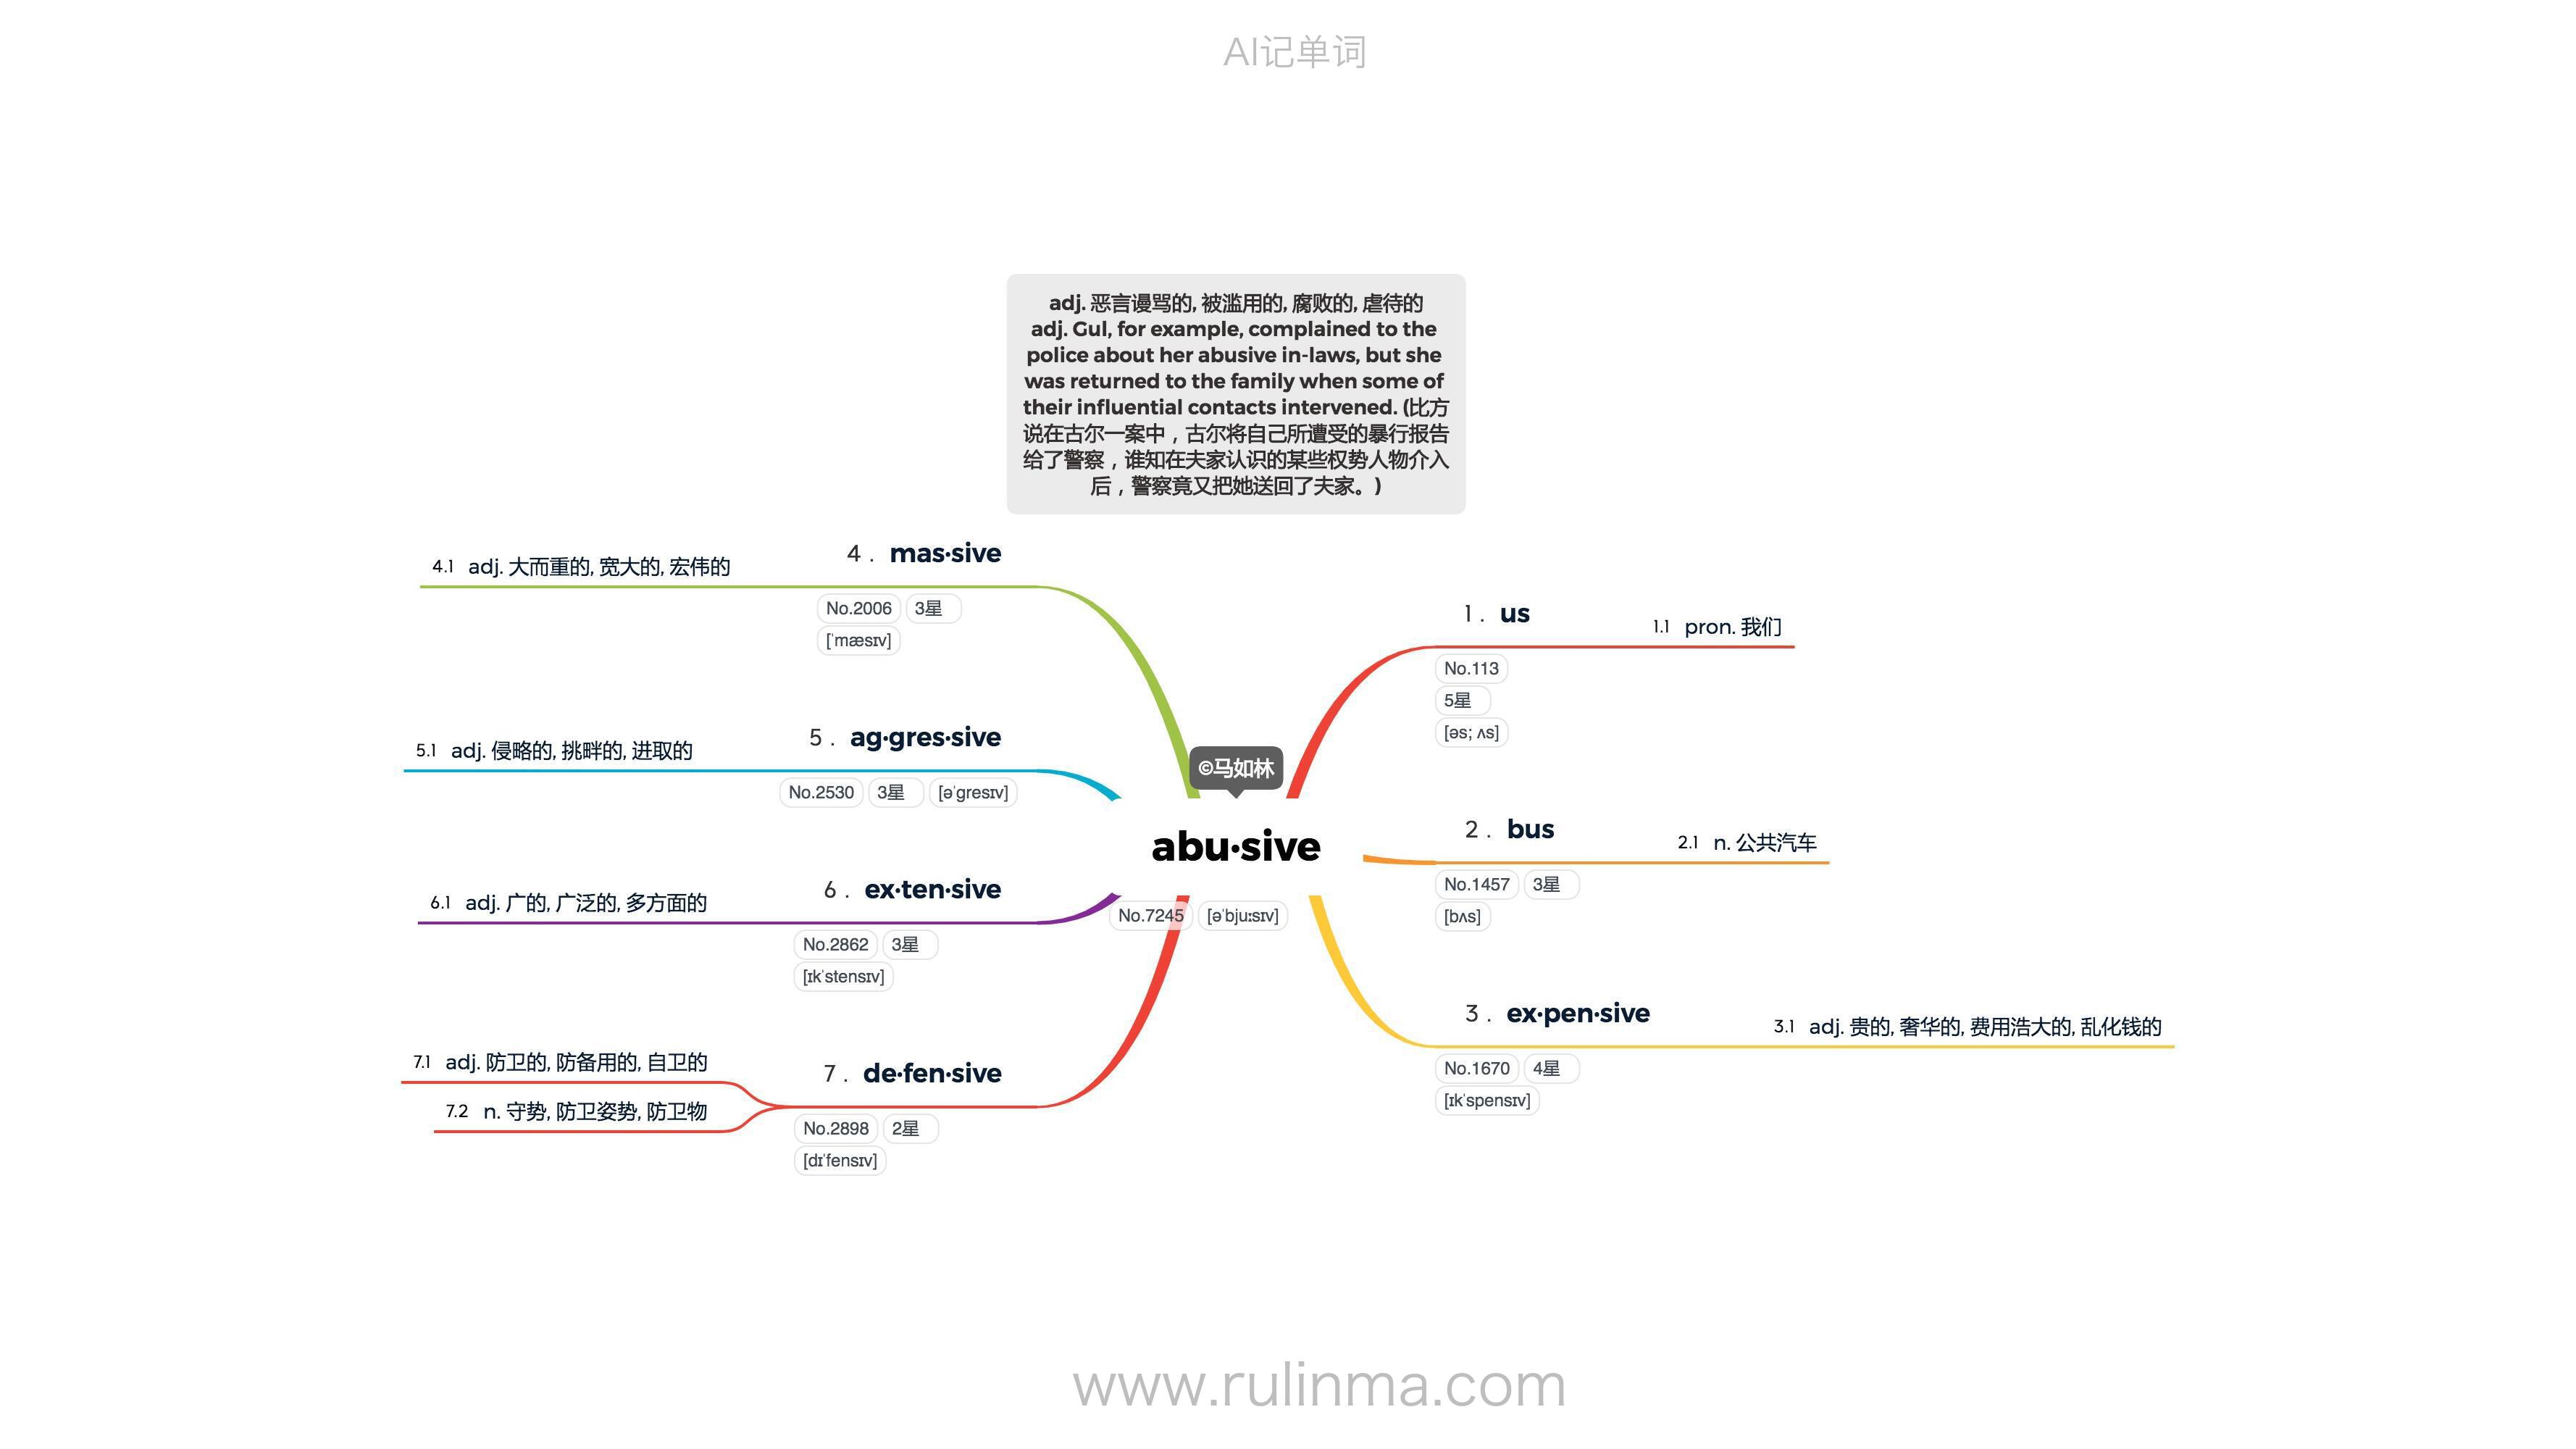 AI记单词
adj. 恶言谩骂的, 被滥用的, 腐败的, 虐待的
adj. Gul, for example, complained to the
police about her abusive in-laws, but she
was returned to the family when some of
their influential contacts intervened. (比方
说在古尔一案中，古尔将自己所遭受的暴行报告
给了警察，谁知在夫家认识的某些权势人物介入
后，警察竟又把她送回了夫家。)
©马如林
abu·sive
No.7245 [əˈbjuːsɪv]
1 . us
1.1 pron. 我们
No.113
5星
[əs; ʌs]
2 . bus
2.1 n. 公共汽车
No.1457 3星
[bʌs]
3 . ex·pen·sive
3.1 adj. 贵的, 奢华的, 费用浩大的, 乱化钱的
No.1670 4星
[ɪkˈspensɪv]
4 . mas·sive
4.1 adj. 大而重的, 宽大的, 宏伟的
No.2006 3星
[ˈmæsɪv]
5 . ag·gres·sive
5.1 adj. 侵略的, 挑畔的, 进取的
No.2530 3星 [əˈgresɪv]
6 . ex·ten·sive
6.1 adj. 广的, 广泛的, 多方面的
No.2862 3星
[ɪkˈstensɪv]
7 . de·fen·sive
7.1 adj. 防卫的, 防备用的, 自卫的
7.2 n. 守势, 防卫姿势, 防卫物
No.2898 2星
[dɪˈfensɪv]
www.rulinma.com